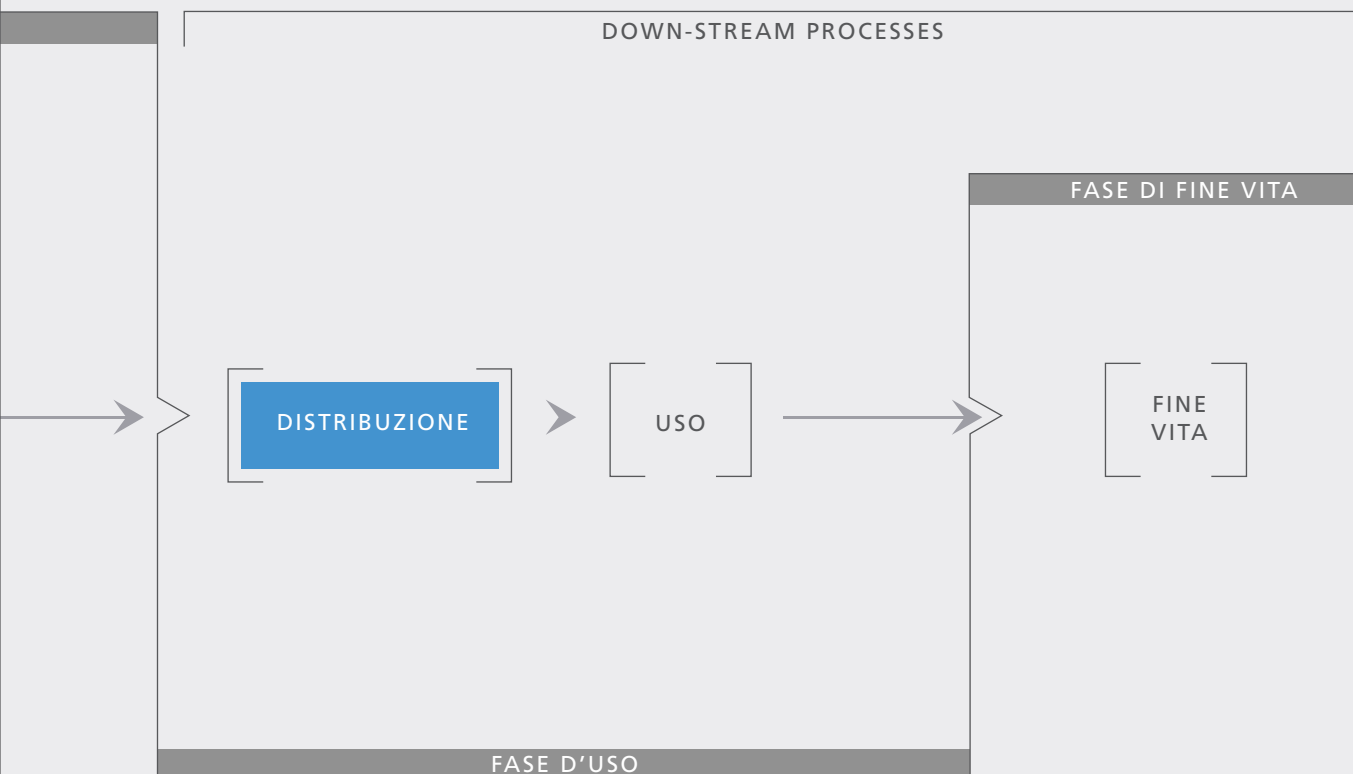 DOWN-STREAM PROCESSES
FASE DI FINE VITA
DISTRIBUZIONE
USO
FINE
VITA
FASE D’USO